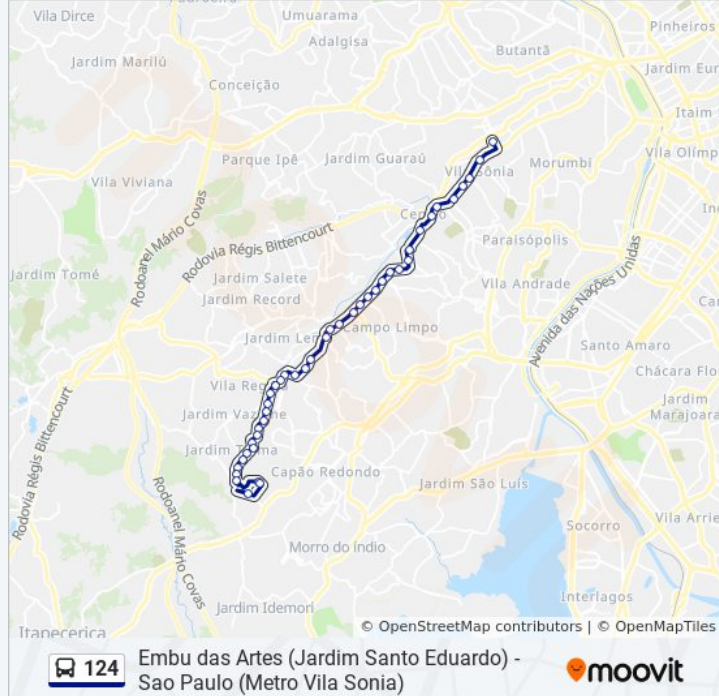 Vila Dirce
Umuarama
Pinheiros
Adalgisa
Butantã
Jardim Marilú
Jardim Eur
Conceição
Itaim
Parque Ipê
Jardim Guaraú
Morumbi
Vila Olímp
Vila Viviana
Vila Sônia
Rodoanel Mário Covas
Rodovia Régis Bittencourt
Paraisópolis
Jardim Tomé
Jardim Salete
Vila Andrade
Avenida das Nações Unidas
Jardim Record
Campo Limpo
Santo Amaro
Chácara Flo
Jardim
Marajoara
Rodovia Régis Bittencourt
Capão Redondo
Jardim São Luís
Rodoanel Mário Covas
Socorro
Vila Arrie
Morro do Índio
Interlagos
Jardim Idemori
Itapecerica
© OpenStreetMap contributors | © OpenMapTiles
124
Embu das Artes (Jardim Santo Eduardo) -
Sao Paulo (Metro Vila Sonia)
moovit